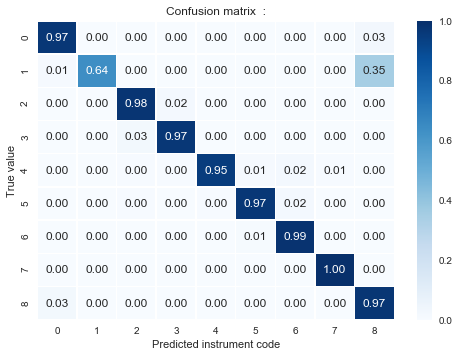 Confusion matrix :
0 0.97 0.00 0.00 0.00 0.00 0.00 0.00 0.00 0.03
1 0.01 0.64 0.00 0.00 0.00 0.00 0.00 0.00 0.35
2 0.00 0.00 0.98 0.02 0.00 0.00 0.00 0.00 0.00
3 0.00 0.00 0.03 0.97 0.00 0.00 0.00 0.00 0.00
4 0.00 0.00 0.00 0.00 0.95 0.01 0.02 0.01 0.00
5 0.00 0.00 0.00 0.00 0.00 0.97 0.02 0.00 0.00
6 0.00 0.00 0.00 0.00 0.00 0.01 0.99 0.00 0.00
7 0.00 0.00 0.00 0.00 0.00 0.00 0.00 1.00 0.00
8 0.03 0.00 0.00 0.00 0.00 0.00 0.00 0.00 0.97
0 1 2 3 4 5 6 7 8
Predicted instrument code
True value
1.0
0.8
0.6
0.4
0.2
0.0